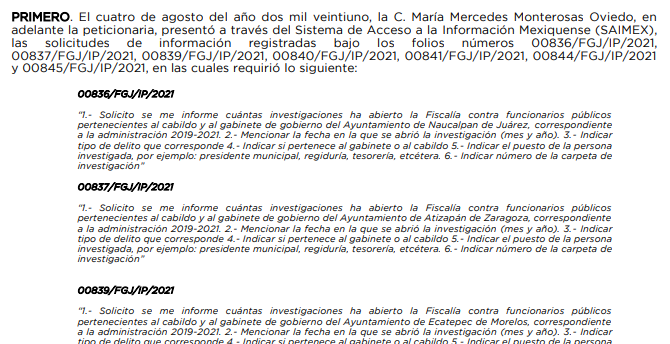 PRIMERO. El cuatro de agosto del año dos mil veintiuno, la C. María Mercedes Monterosas Oviedo, en
adelante la peticionaria, presentó a través del Sistema de Acceso a la Información Mexiquense (SAIMEX),
las solicitudes de información registradas bajo los folios números 00836/FGJ/IP/2021,
00837/FGJ/IP/2021, 00839/FGJ/IP/2021, 00840/FGJ/IP/2021, 00841/FGJ/IP/2021, 00844/FGJ/IP/2021
y 00845/FGJ/IP/2021, en las cuales requirió lo siguiente:
00836/FGJ/IP/2021
"1.- Solicito se me informe cuántas investigaciones ha abierto la Fiscalía contra funcionarios públicos
pertenecientes al cabildo y al gabinete de gobierno del Ayuntamiento de Naucalpan de Juárez, correspondiente
a la administración 2019-2021. 2.- Mencionar la fecha en la que se abrió la investigación (mes y año). 3.- Indicar
tipo de delito que corresponde 4.- Indicar si pertenece al gabinete o al cabildo 5.- Indicar el puesto de la persona
investigada, por ejemplo: presidente municipal, regiduría, tesorería, etcétera. 6.- Indicar número de la carpeta de
investigación"
00837/FGJ/IP/2021
"1.- Solicito se me informe cuántas investigaciones ha abierto la Fiscalía contra funcionarios públicos
pertenecientes al cabildo y al gabinete de gobierno del Ayuntamiento de Atizapán de Zaragoza, correspondiente
a la administración 2019-2021. 2.- Mencionar la fecha en la que se abrió la investigación (mes y año). 3.- Indicar
tipo de delito que corresponde 4.- Indicar si pertenece al gabinete o al cabildo 5.- Indicar el puesto de la persona
investigada, por ejemplo: presidente municipal, regiduría, tesorería, etcétera. 6.- Indicar número de la carpeta de
investigación"
00839/FGJ/IP/2021
"1.- Solicito se me informe cuántas investigaciones ha abierto la Fiscalía contra funcionarios públicos
pertenecientes al cabildo y al gabinete de gobierno del Ayuntamiento de Ecatepec de Morelos, correspondiente
a la administración 2019-2021. 2.- Mencionar la fecha en la que se abrió la investigación (mes y año). 3.- Indicar
tipo de delito que corresponde 4.- Indicar si pertenece al gabinete o al cabildo 5.- Indicar el puesto de la persona